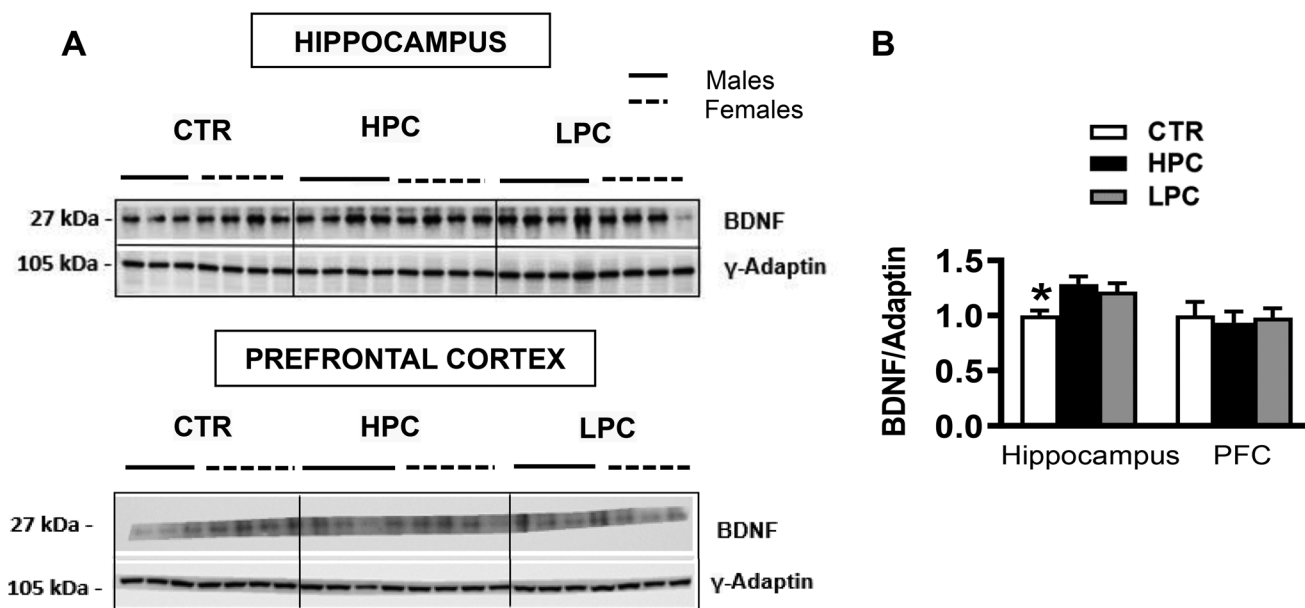 A
HIPPOCAMPUS
Males
Females
CTR HPC LPC
27 kDa - BDNF
105 kDa - γ-Adaptin
PREFRONTAL CORTEX
CTR HPC LPC
27 kDa - BDNF
105 kDa - γ-Adaptin
B
CTR
HPC
LPC
BDNF/Adaptin
1.5
1.0
0.5
0.0
*
Hippocampus PFC